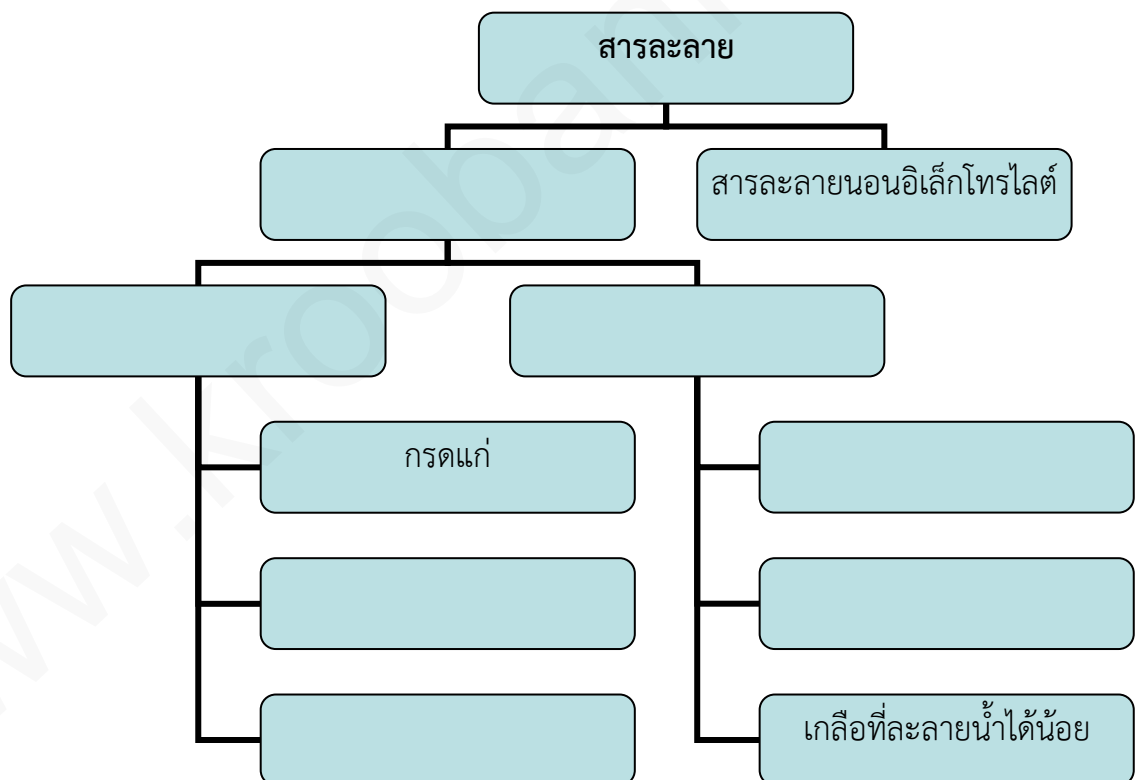 สารละลาย
สารละลายนอนอิเล็กโทรไลต์
กรดแก่
เกลือที่ละลายน้ำได้น้อย